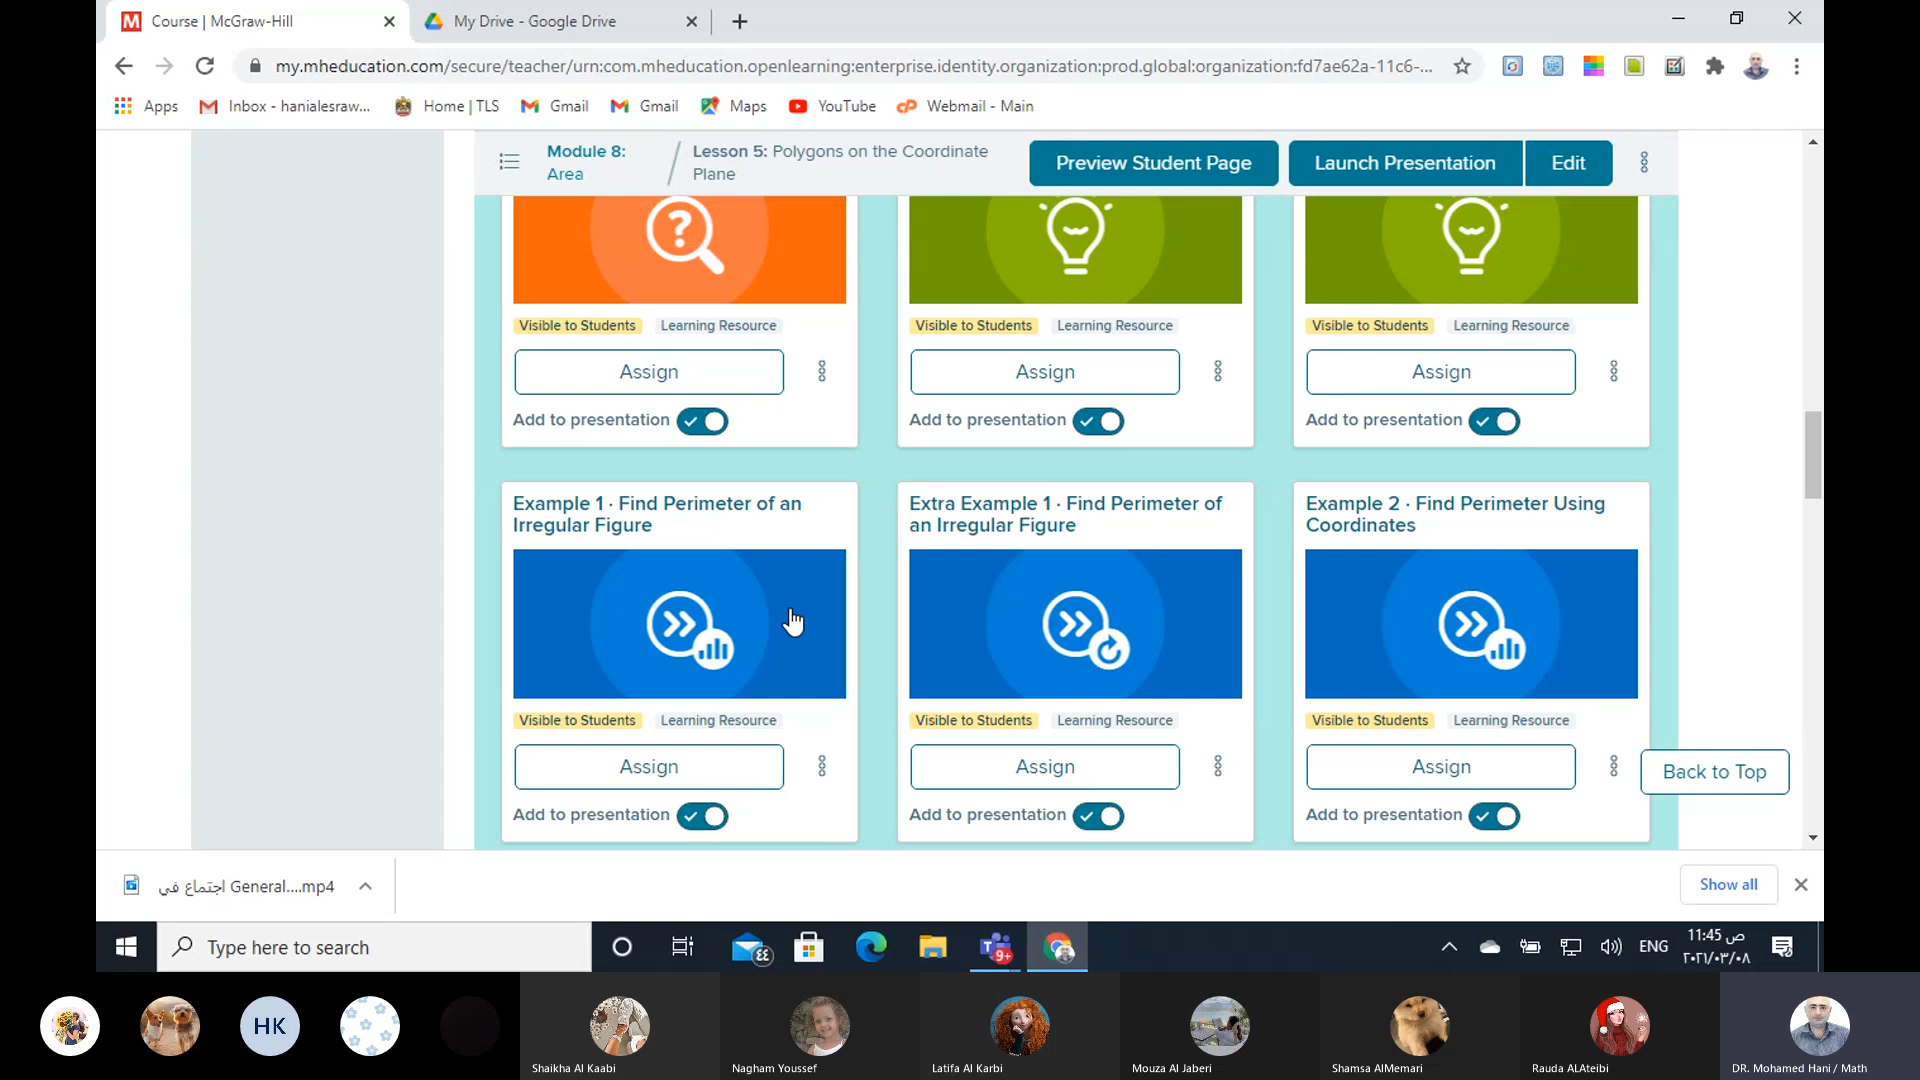 Course | McGraw-Hill
My Drive - Google Drive
my.mheducation.com/secure/teacher/urn:com.mheducation.openlearning:enterprise.identity.organization:prod.global:organization:fd7ae62a-11c6-...
Apps
Inbox - hanialesraw...
Home | TLS
Gmail
Gmail
Maps
YouTube
Webmail - Main
Module 8:
Area
Lesson 5: Polygons on the Coordinate
Plane
Preview Student Page
Launch Presentation
Edit
Visible to Students Learning Resource
Visible to Students Learning Resource
Visible to Students Learning Resource
Assign
Assign
Assign
Add to presentation
Add to presentation
Add to presentation
Example 1 · Find Perimeter of an
Irregular Figure
Extra Example 1 · Find Perimeter of
an Irregular Figure
Example 2 · Find Perimeter Using
Coordinates
Visible to Students Learning Resource
Visible to Students Learning Resource
Visible to Students Learning Resource
Assign
Assign
Assign
Back to Top
Add to presentation
Add to presentation
Add to presentation
اجتماع في General....mp4
Show all
Type here to search
٤٤
9+
ENG
11:45 ص
٢٠٢١/٠٣/٠٨
HK
Shaikha Al Kaabi
Nagham Youssef
Latifa Al Karbi
Mouza Al Jaberi
Shamsa AlMemari
Rauda ALAteibi
DR. Mohamed Hani / Math